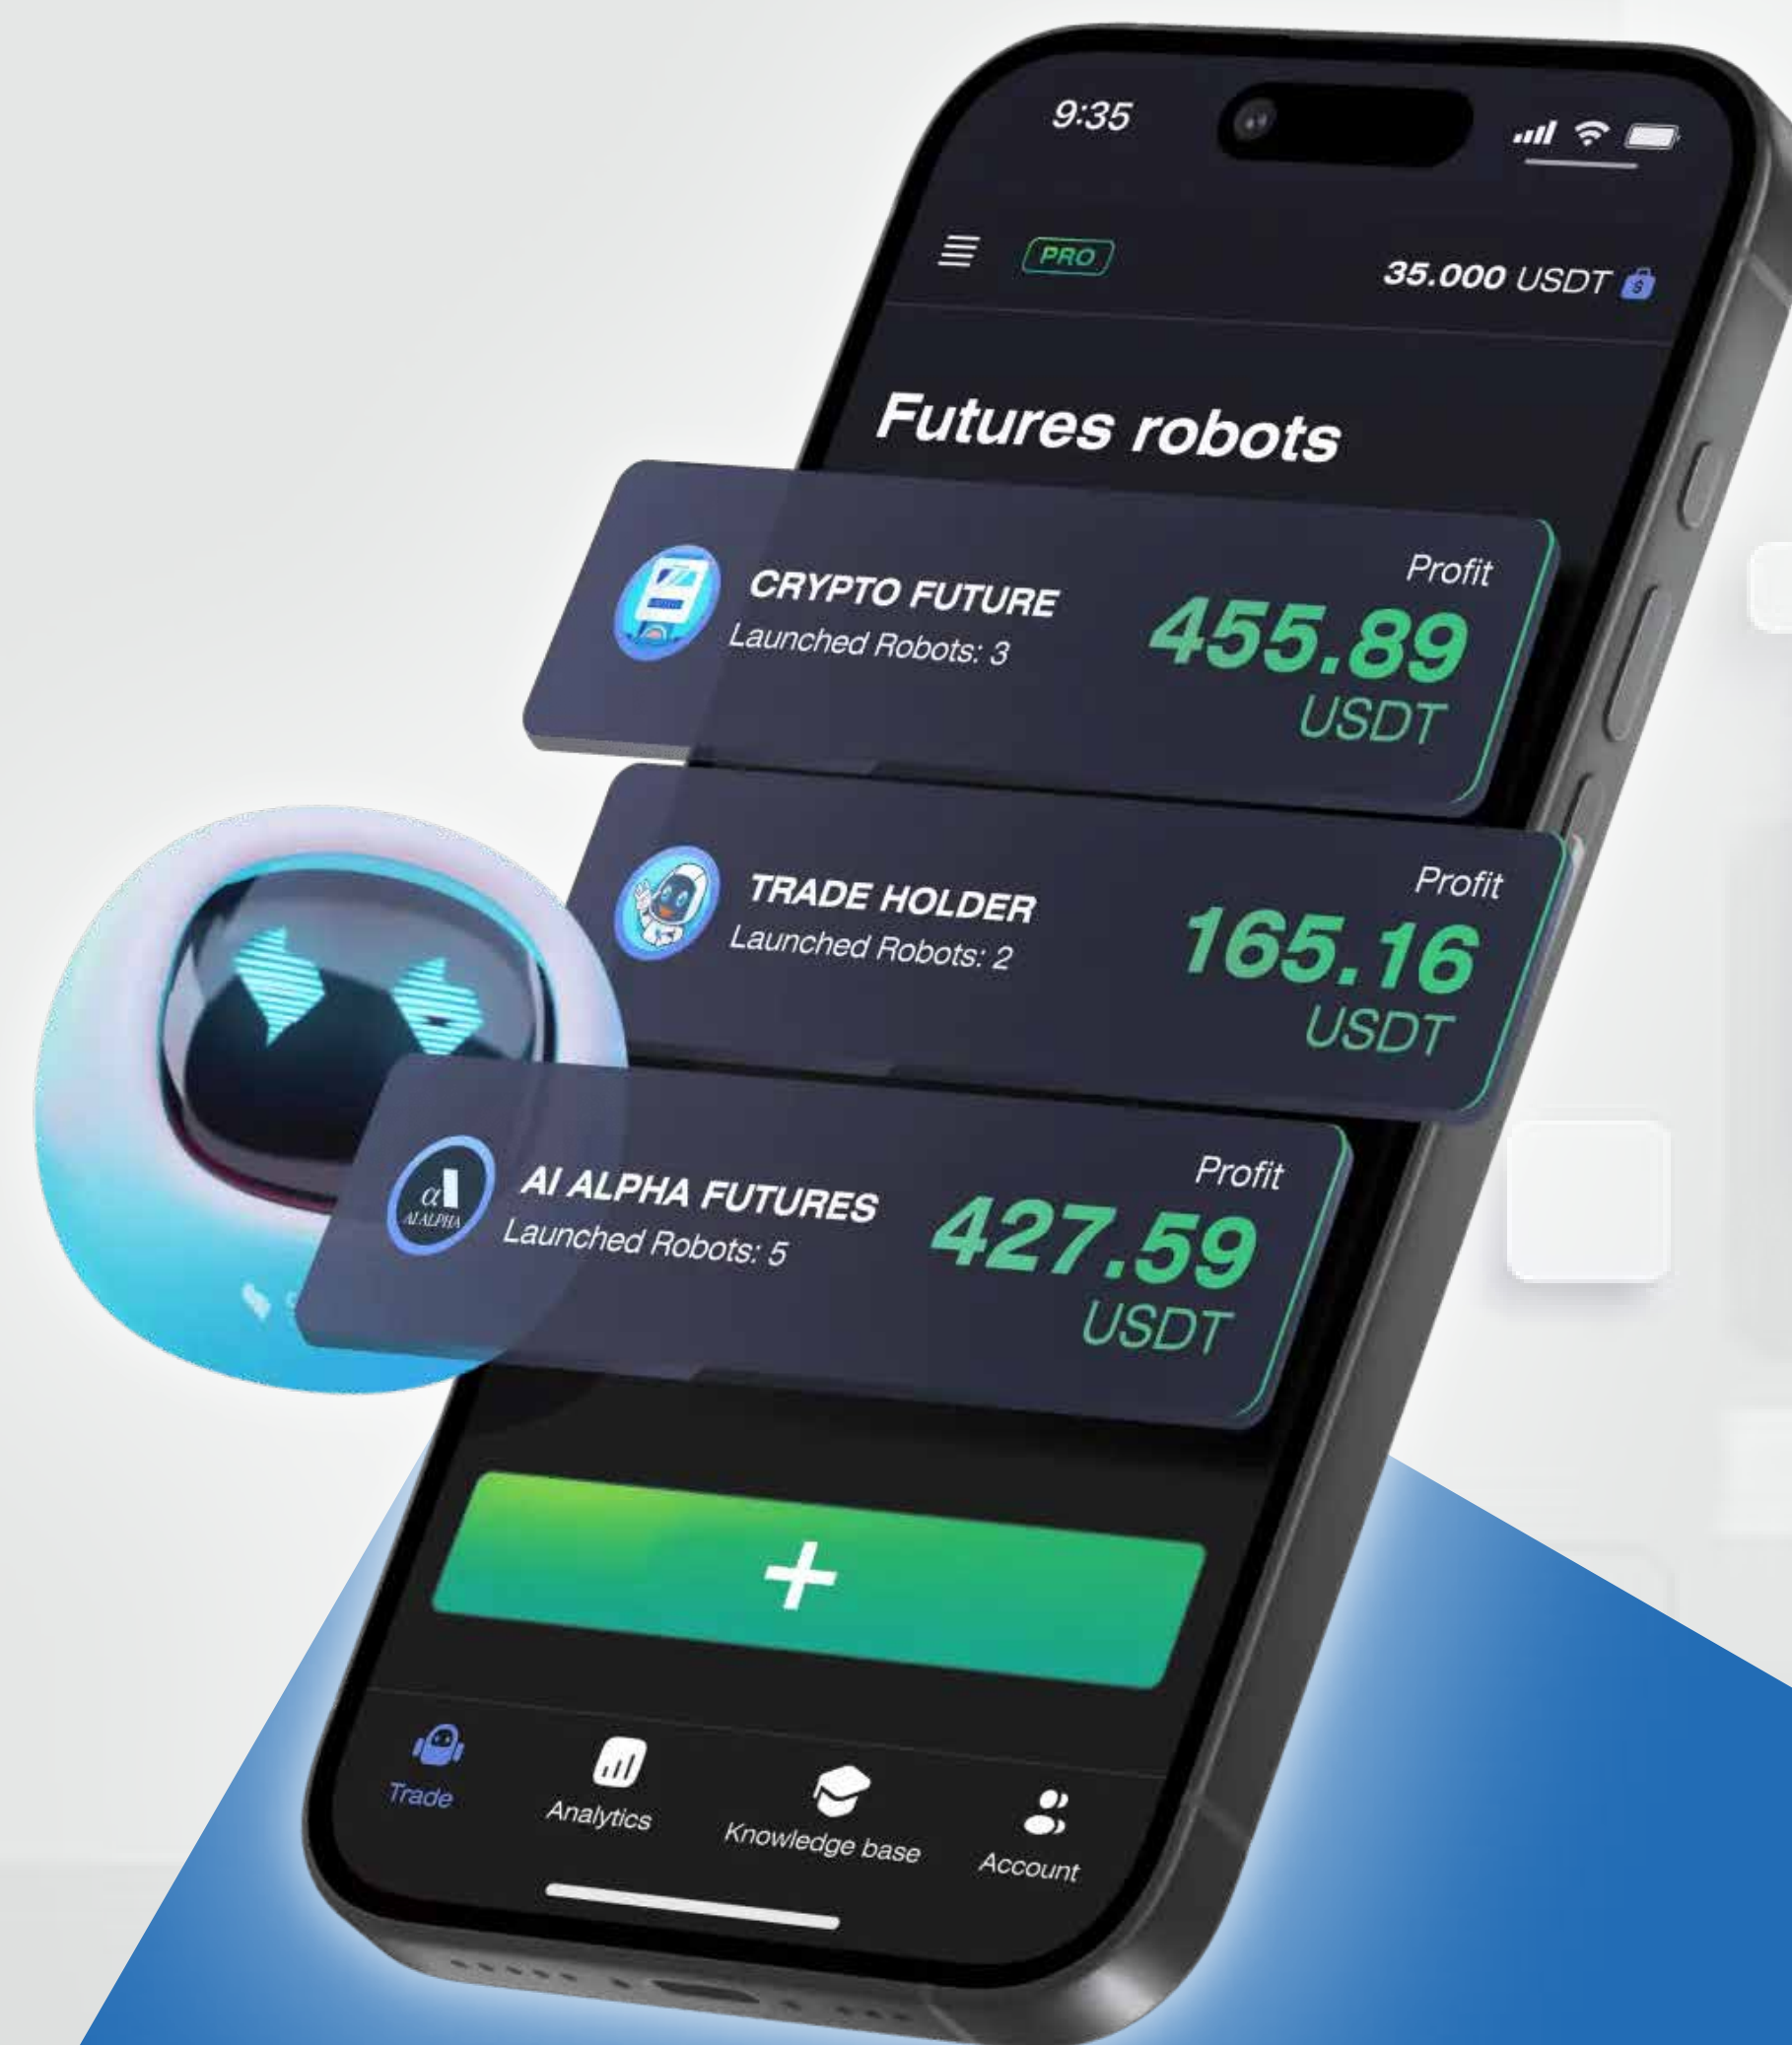 9:35
PRO
35.000 USDT
Futures robots
CRYPTO FUTURE
Launched Robots: 3
Profit
455.89
USDT
TRADE HOLDER
Launched Robots: 2
Profit
165.16
USDT
α
AI ALPHA
AI ALPHA FUTURES
Launched Robots: 5
Profit
427.59
USDT
+
Trade
Analytics
Knowledge base
Account